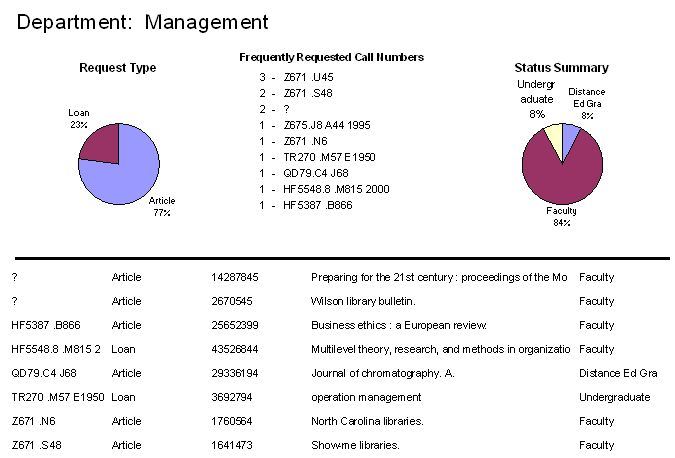 Department: Management
Request Type
Loan
23%
Article
77%
Frequently Requested Call Numbers
3 - Z671 .U45
2 - Z671 .S48
2 - ?
1 - Z675.J8 A44 1995
1 - Z671 .N6
1 - TR270 .M57 E1950
1 - QD79.C4 J68
1 - HF5548.8 .M815 2000
1 - HF5387 .B866
Status Summary
Undergr
aduate
8%
Distance
Ed Gra
8%
Faculty
84%
? Article 14287845 Preparing for the 21st century : proceedings of the Mo Faculty
? Article 2670545 Wilson library bulletin. Faculty
HF5387 .B866 Article 25652399 Business ethics : a European review. Faculty
HF5548.8 .M815 2 Loan 43526844 Multilevel theory, research, and methods in organizatio Faculty
QD79.C4 J68 Article 29336194 Journal of chromatography. A. Distance Ed Gra
TR270 .M57 E1950 Loan 3692794 operation management Undergraduate
Z671 .N6 Article 1760564 North Carolina libraries. Faculty
Z671 .S48 Article 1641473 Show-me libraries. Faculty